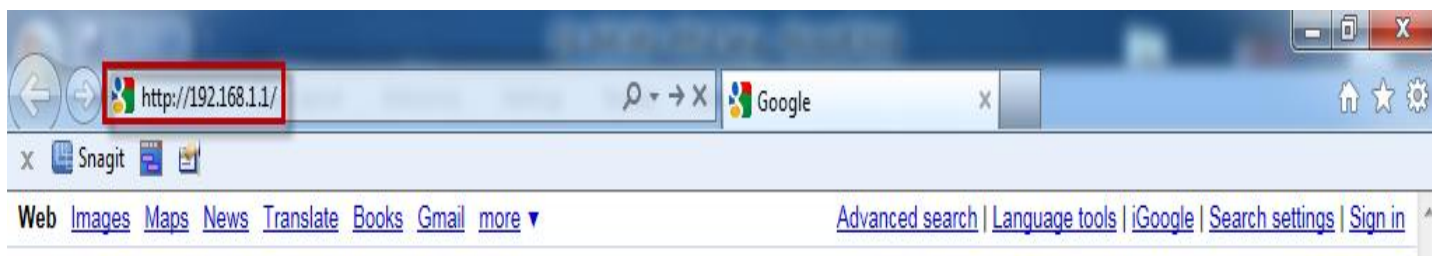 http://192.168.1.1/ Google
x Snagit
Web Images Maps News Translate Books Gmail more ▼ Advanced search | Language tools | iGoogle | Search settings | Sign in